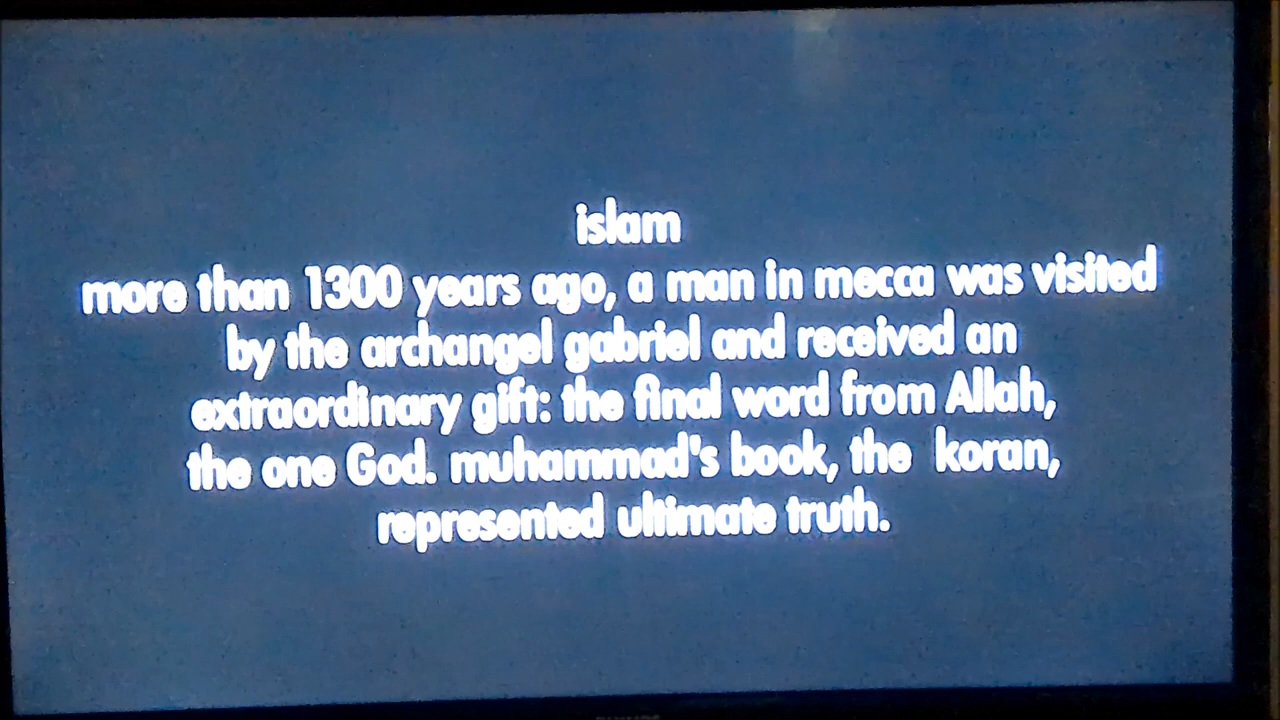 islam
more than 1300 years ago, a man in mecca was visited
by the archangel gabriel and received an
extraordinary gift: the final word from Allah,
the one God. muhammad's book, the koran,
represented ultimate truth.